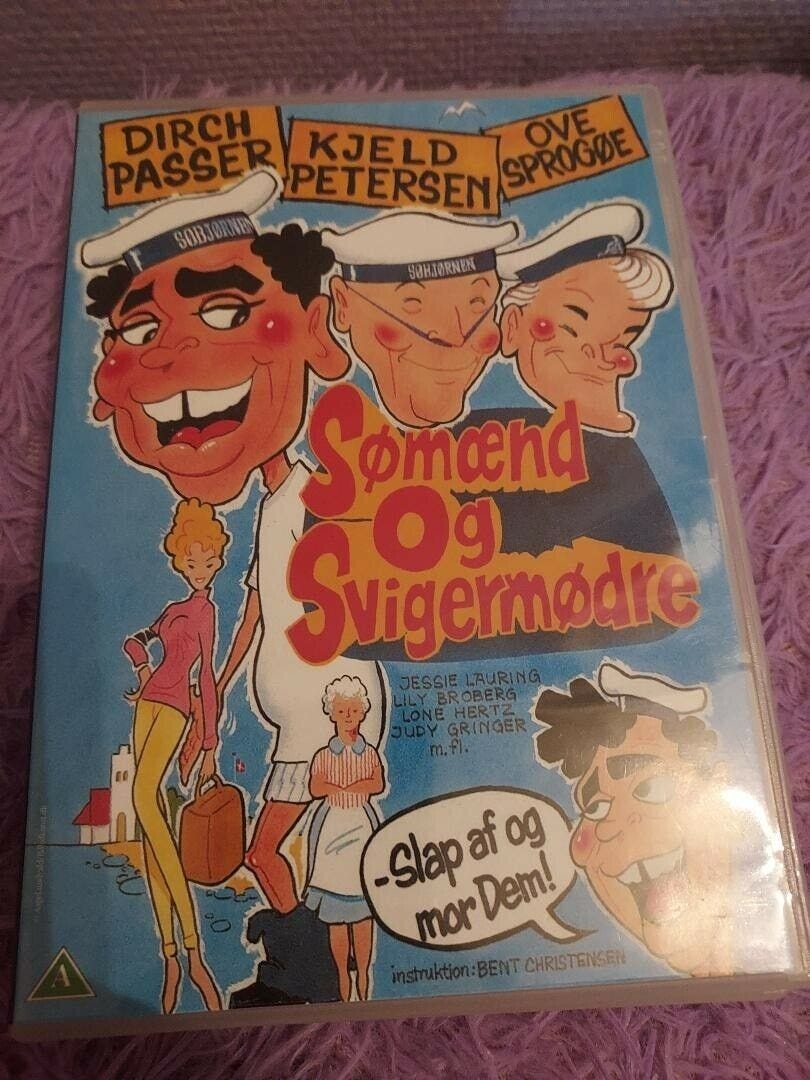 DIRCH
PASSER
KJELD
PETERSEN
OVE
SPROGØE
SØBJØRNEN
SØBJØRNEN
Sømænd
og
Svigermødre
JESSIE LAURING
LILY BROBERG
LONE HERTZ
JUDY GRINGER
m.fl.
-Slap af og
mor Dem!
instruktion: BENT CHRISTENSEN
A